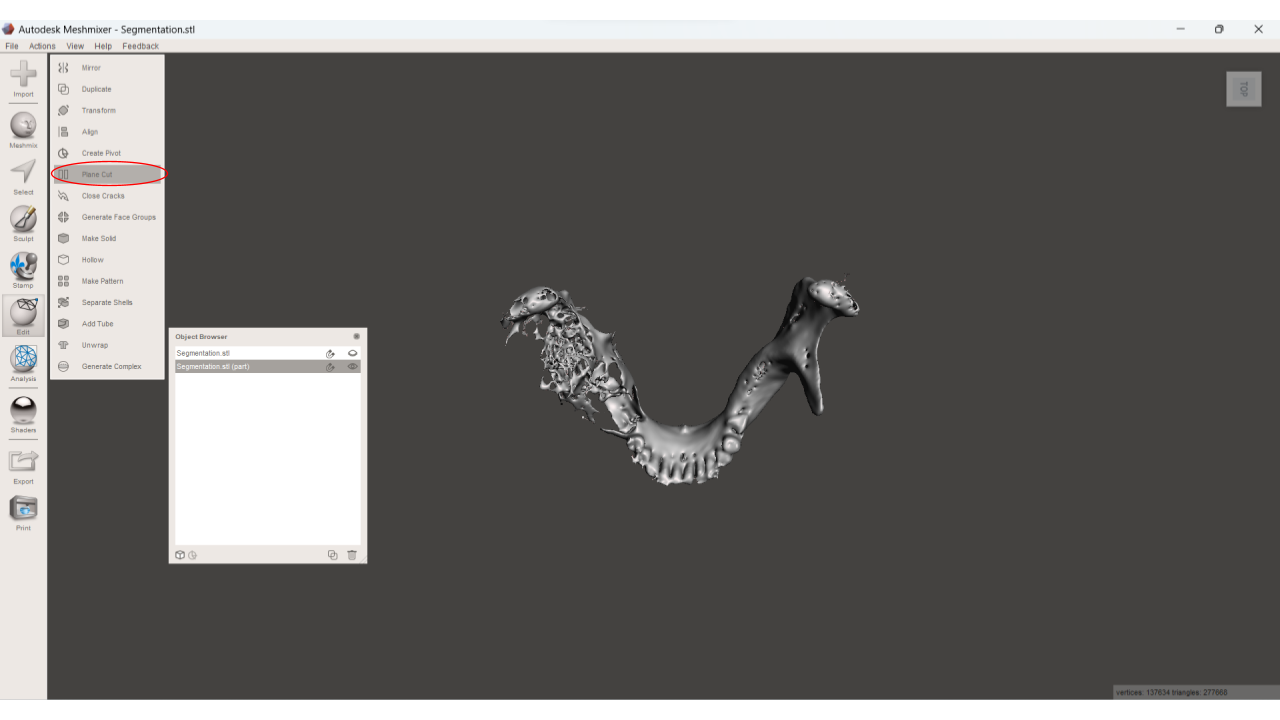 Autodesk Meshmixer - Segmentation.stl
File Actions View Help Feedback
Import
Meshmix
Select
Sculpt
Stamp
Edit
Analysis
Shaders
Export
Print
Mirror
Duplicate
Transform
Align
Create Pivot
Plane Cut
Close Cracks
Generate Face Groups
Make Solid
Hollow
Make Pattern
Separate Shells
Add Tube
Unwrap
Generate Complex
Object Browser
Segmentation.stl
Segmentation.stl (part)
TOP
vertices: 137634 triangles: 277668